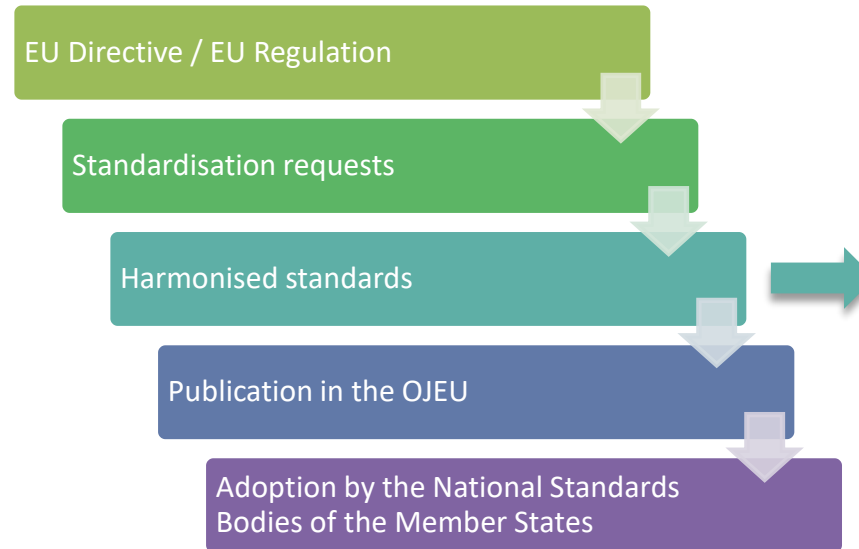 EU Directive / EU Regulation
Standardisation requests
Harmonised standards
Publication in the OJEU
Adoption by the National Standards
Bodies of the Member States